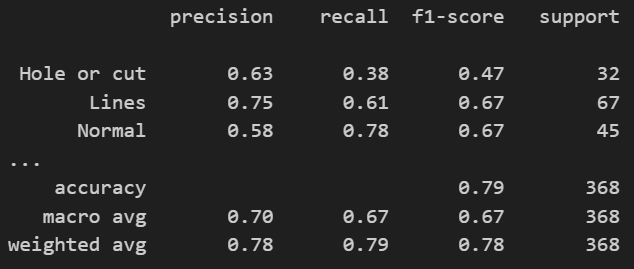 precision recall f1-score support
Hole or cut 0.63 0.38 0.47 32
Lines 0.75 0.61 0.67 67
Normal 0.58 0.78 0.67 45
...
accuracy 0.79 368
macro avg 0.70 0.67 0.67 368
weighted avg 0.78 0.79 0.78 368